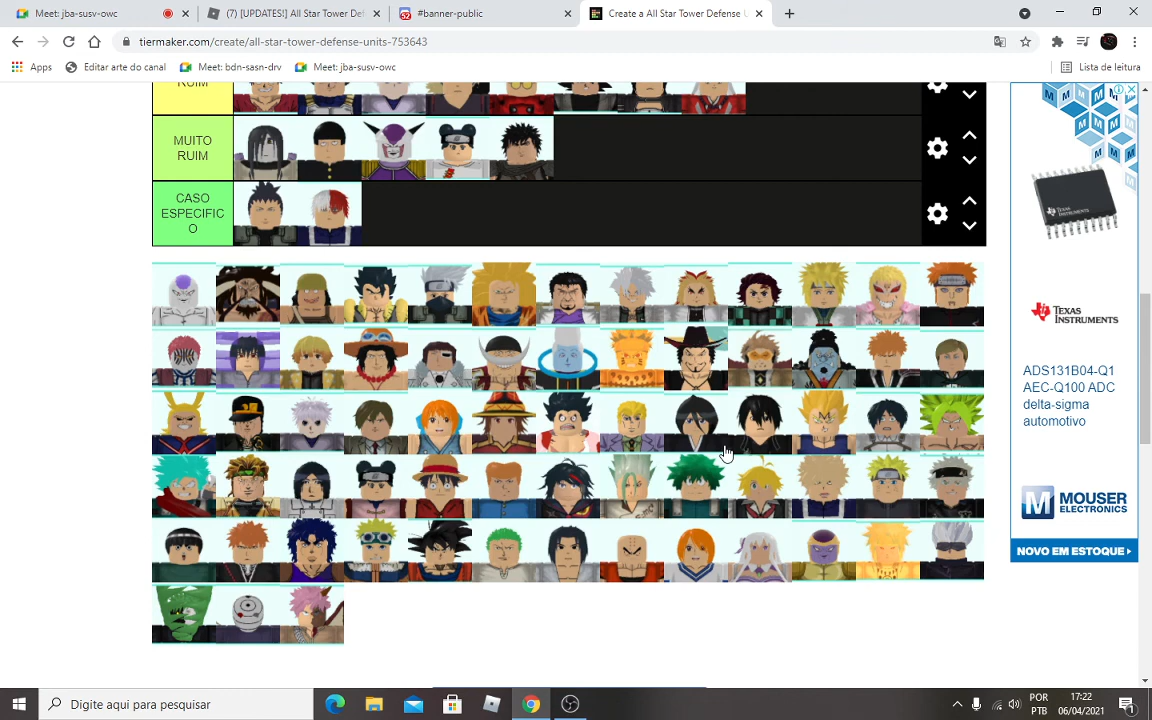 Meet: jba-susv-owc
(7) [UPDATES!] All Star Tower Def
#banner-public
Create a All Star Tower Defense U
tiermaker.com/create/all-star-tower-defense-units-753643
Apps
Editar arte do canal
Meet: bdn-sasn-drv
Meet: jba-susv-owc
Lista de leitura
RUIM
MUITO
RUIM
CASO
ESPECIFIC
O
TEXAS
INSTRUMENTS
TEXAS
INSTRUMENTS
ADS131B04-Q1
AEC-Q100 ADC
delta-sigma
automotivo
M
MOUSER
ELECTRONICS
NOVO EM ESTOQUE
Digite aqui para pesquisar
POR
PTB
17:22
06/04/2021
1